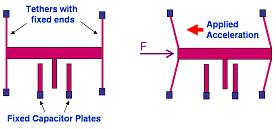 Tethers with
fixed ends
Applied
Acceleration
F
Fixed Capacitor Plates